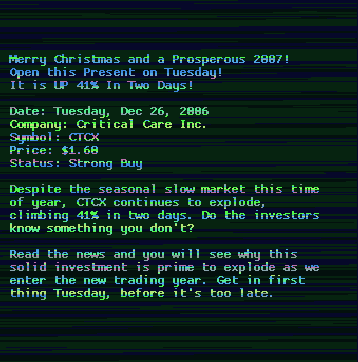 Merry Christmas and a Prosperous 2007!
Open this Present on Tuesday!
It is UP 41% In Two Days!
Date: Tuesday, Dec 26, 2006
Company: Critical Care Inc.
Symbol: CTCX
Price: $1.60
Status: Strong Buy
Despite the seasonal slow market this time
of year, CTCX continues to explode,
climbing 41% in two days. Do the investors
know something you don't?
Read the news and you will see why this
solid investment is prime to explode as we
enter the new trading year. Get in first
thing Tuesday, before it's too late.